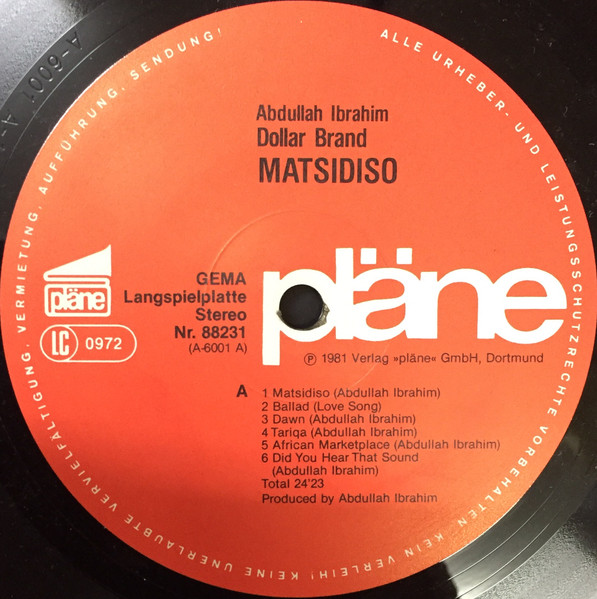 ALLE URHEBER- UND LEISTUNGSSCHUTZRECHTE VORBEHALTEN. KEIN VERLEIH! KEINE UNERLAUBTE VERVIELFÄLTIGUNG, VERMIETUNG, AUFFÜHRUNG, SENDUNG!
A-6001 A-
Abdullah Ibrahim
Dollar Brand
MATSIDISO
pläne
LC 0972
GEMA
Langspielplatte
Stereo
Nr. 88231
(A-6001 A)
pläne
Ⓟ 1981 Verlag »pläne« GmbH, Dortmund
A
1 Matsidiso (Abdullah Ibrahim)
2 Ballad (Love Song)
3 Dawn (Abdullah Ibrahim)
4 Tariqa (Abdullah Ibrahim)
5 African Marketplace (Abdullah Ibrahim)
6 Did You Hear That Sound
(Abdullah Ibrahim)
Total 24'23
Produced by Abdullah Ibrahim